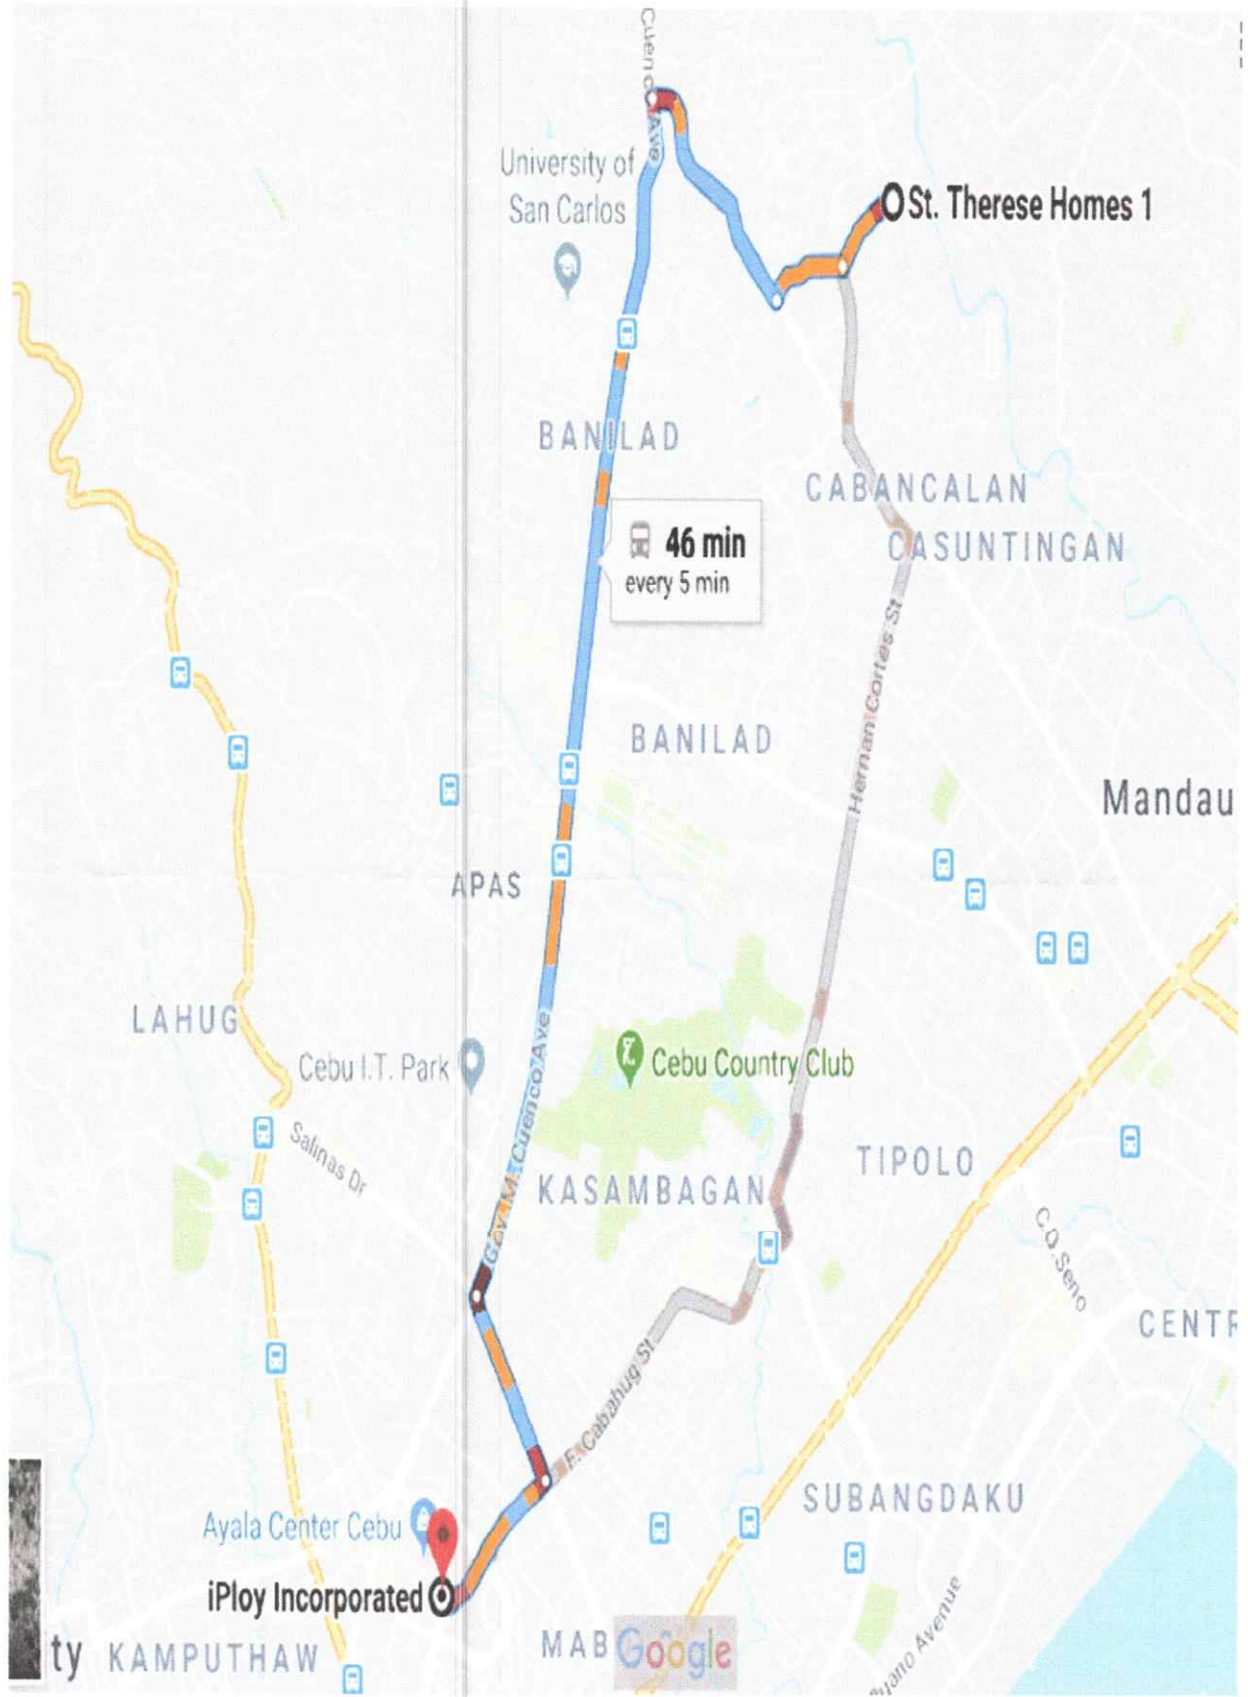 Cuenco Ave
University of
San Carlos
St. Therese Homes 1
BANILAD
CABANCALAN
46 min
every 5 min
CASUNTINGAN
Hernan Cortes St
BANILAD
Mandau
APAS
LAHUG
Cebu I.T. Park
Gov. M. Cuenco Ave
Cebu Country Club
Salinas Dr
KASAMBAGAN
TIPOLO
C.D. Seno
CENTR
F. Cabahug St
Ayala Center Cebu
SUBANGDAKU
iPloy Incorporated
ty
KAMPUTHAW
MAB
Google
Avenue